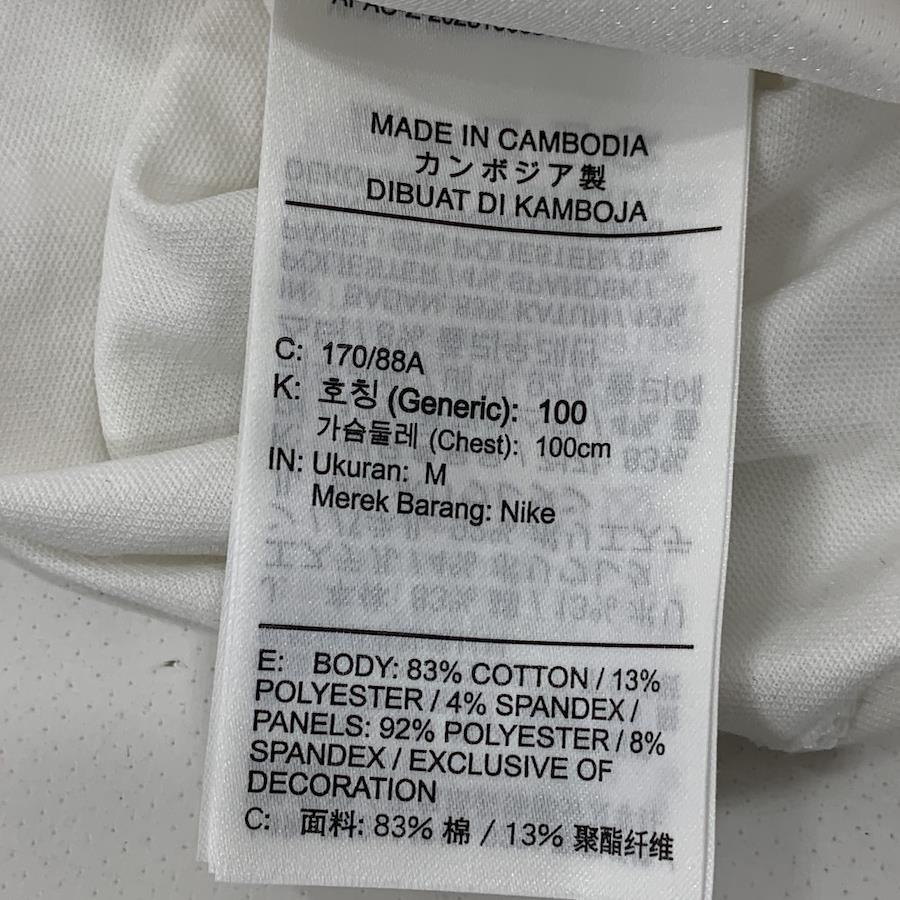 MADE IN CAMBODIA
カンボジア製
DIBUAT DI KAMBOJA
C: 170/88A
K: 호칭 (Generic): 100
가슴둘레 (Chest): 100cm
IN: Ukuran: M
Merek Barang: Nike
E: BODY: 83% COTTON / 13%
POLYESTER / 4% SPANDEX /
PANELS: 92% POLYESTER / 8%
SPANDEX / EXCLUSIVE OF
DECORATION
C: 面料: 83% 棉 / 13% 聚酯纤维